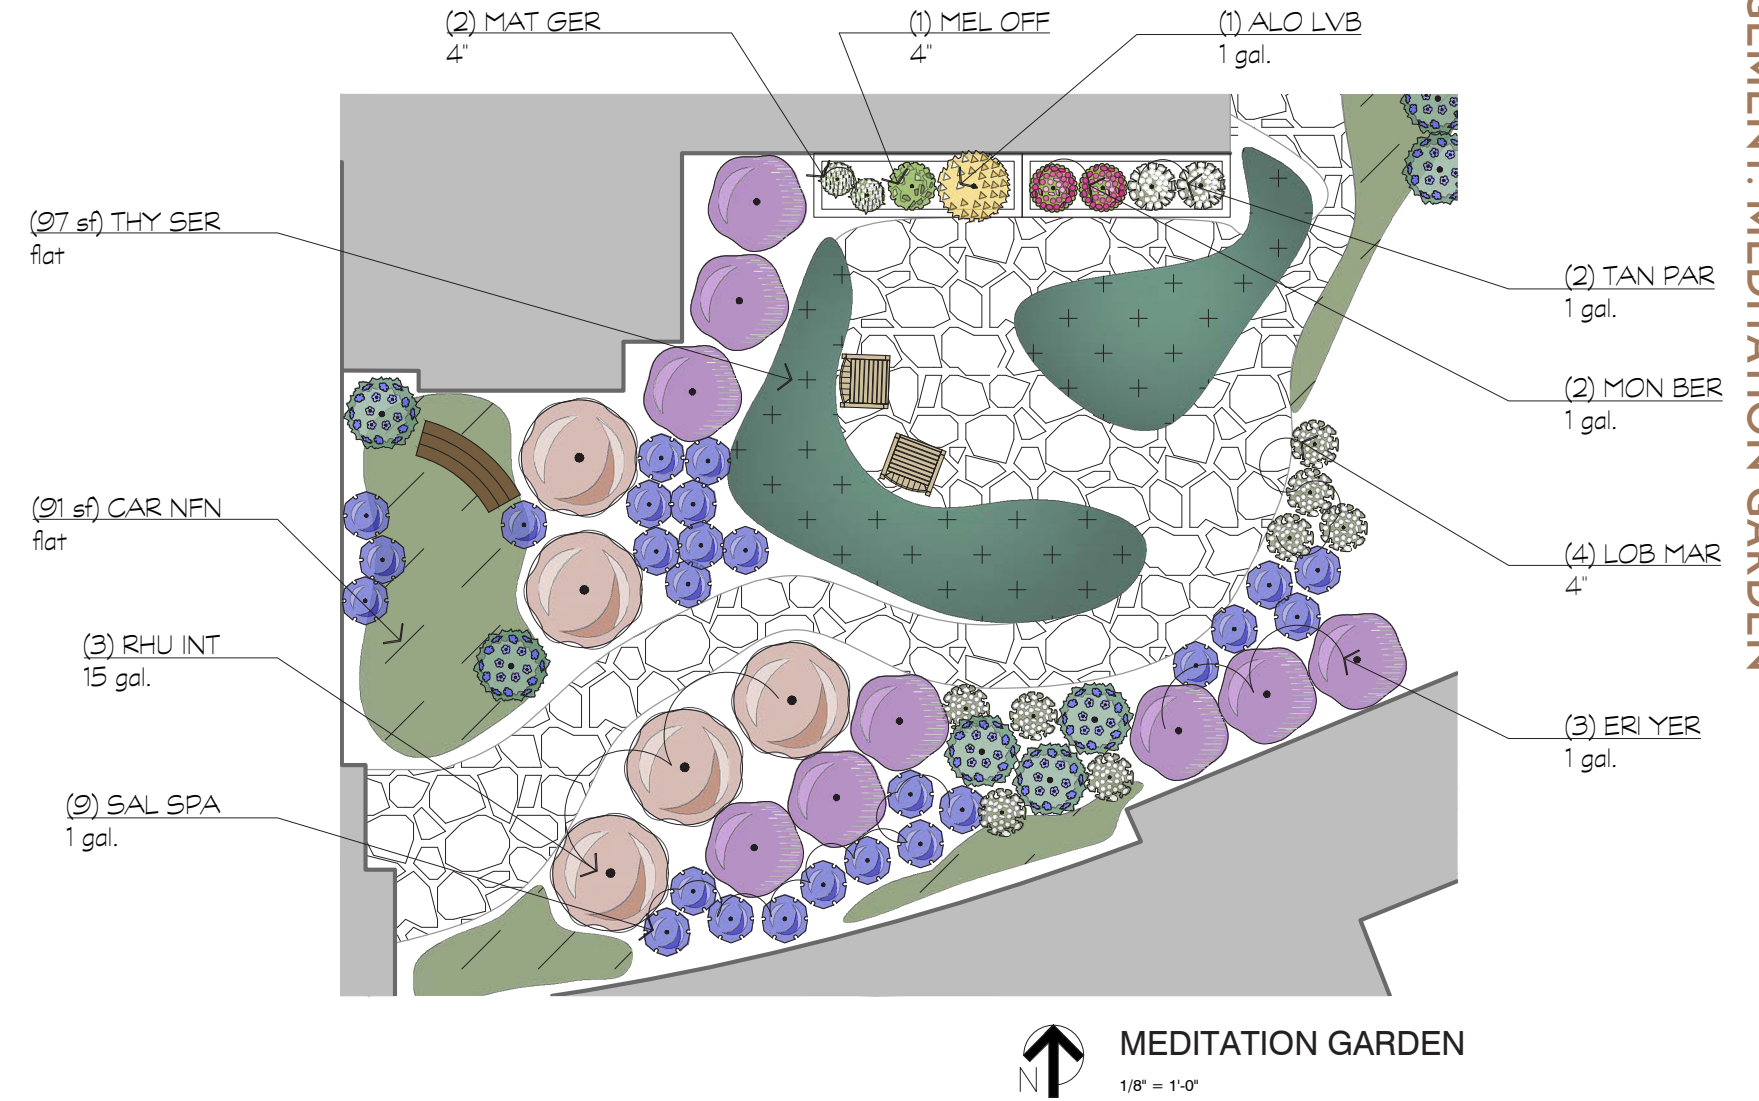 (2) MAT GER
4"
(1) MEL OFF
4"
(1) ALO LVB
1 gal.
(97 sf) THY SER
flat
(2) TAN PAR
1 gal.
(2) MON BER
1 gal.
(91 sf) CAR NFN
flat
(4) LOB MAR
4"
(3) RHU INT
15 gal.
(3) ERI YER
1 gal.
(9) SAL SPA
1 gal.
N
MEDITATION GARDEN
1/8" = 1'-0"
MEDITATION GARDEN